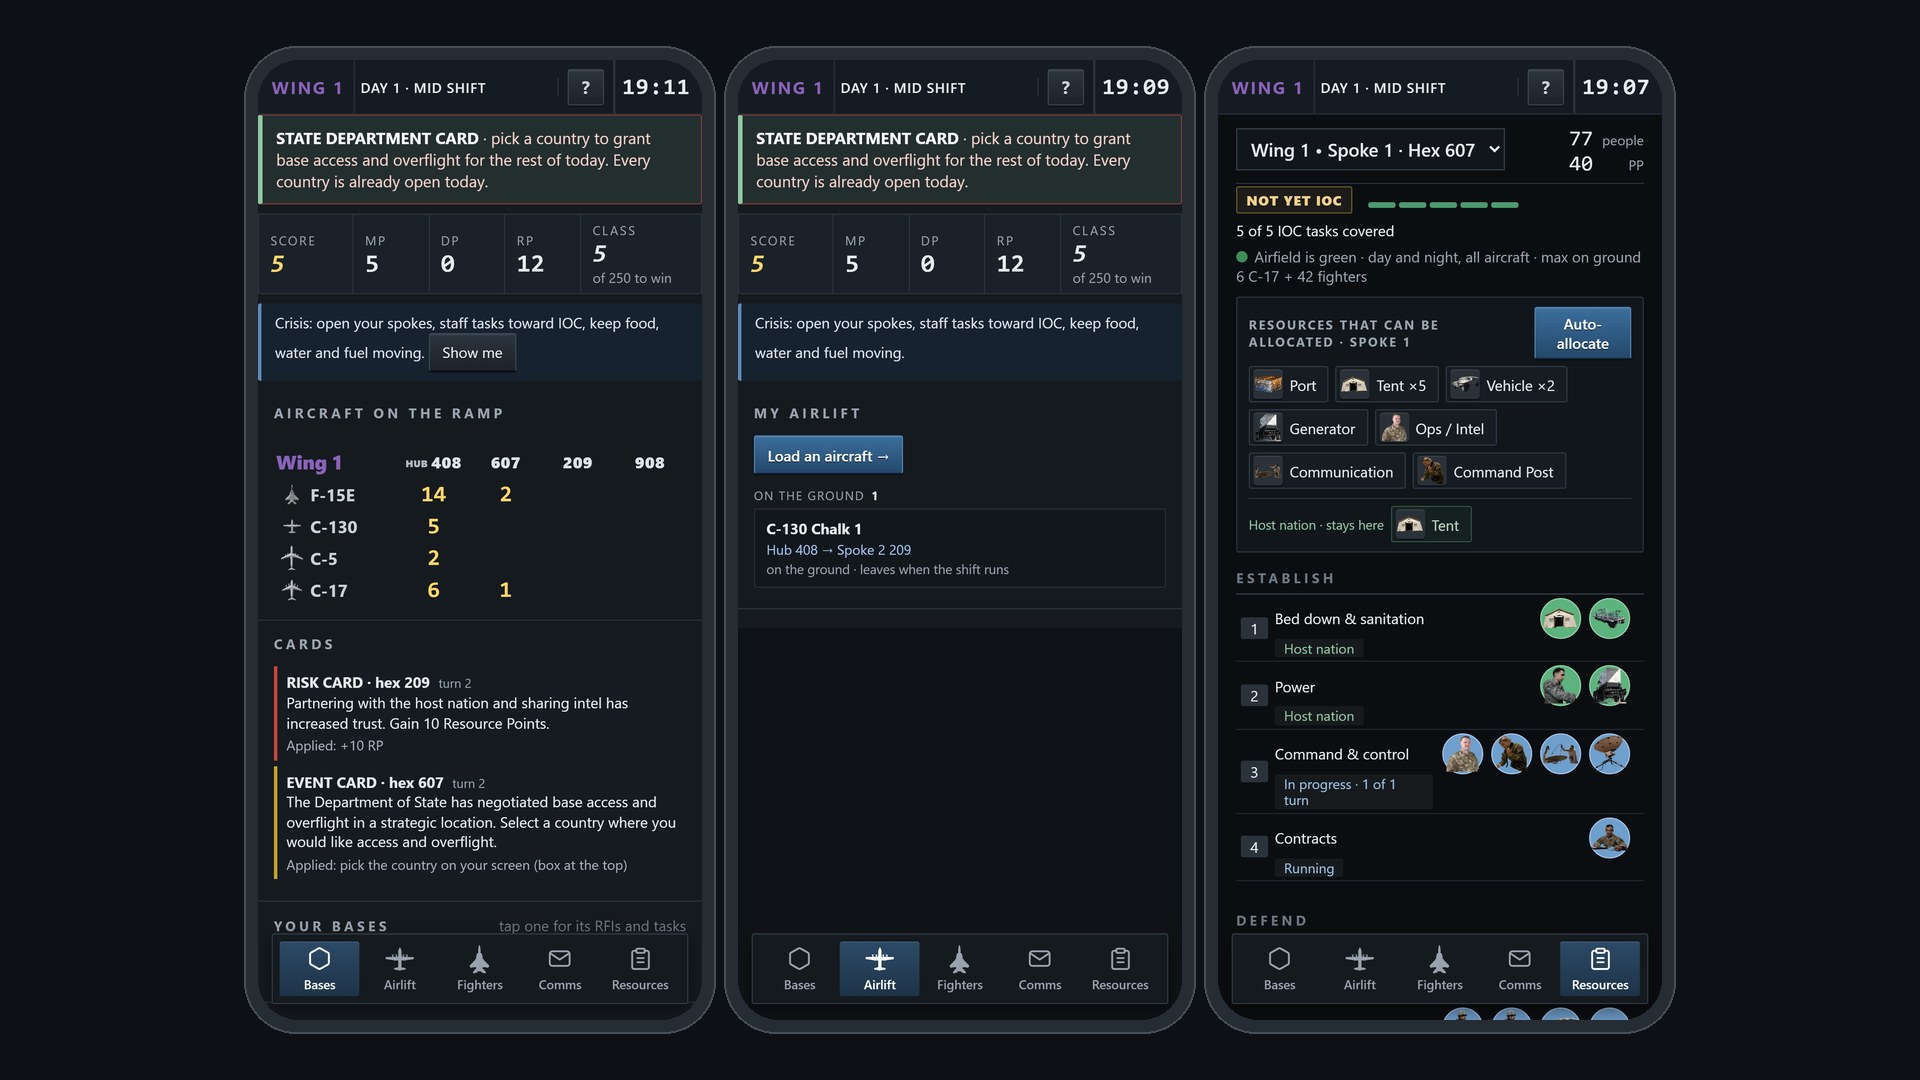 WING 1
DAY 1 · MID SHIFT
?
19:11
STATE DEPARTMENT CARD · pick a country to grant
base access and overflight for the rest of today. Every
country is already open today.
SCORE
5
MP
5
DP
0
RP
12
CLASS
5
of 250 to win
Crisis: open your spokes, staff tasks toward IOC, keep food,
water and fuel moving. Show me
AIRCRAFT ON THE RAMP
Wing 1 HUB 408 607 209 908
F-15E 14 2
C-130 5
C-5 2
C-17 6 1
CARDS
RISK CARD · hex 209 turn 2
Partnering with the host nation and sharing intel has
increased trust. Gain 10 Resource Points.
Applied: +10 RP
EVENT CARD · hex 607 turn 2
The Department of State has negotiated base access and
overflight in a strategic location. Select a country where you
would like access and overflight.
Applied: pick the country on your screen (box at the top)
YOUR BASES tap one for its RFIs and tasks
Bases Airlift Fighters Comms Resources
WING 1
DAY 1 · MID SHIFT
?
19:09
STATE DEPARTMENT CARD · pick a country to grant
base access and overflight for the rest of today. Every
country is already open today.
SCORE
5
MP
5
DP
0
RP
12
CLASS
5
of 250 to win
Crisis: open your spokes, staff tasks toward IOC, keep food,
water and fuel moving.
MY AIRLIFT
Load an aircraft →
ON THE GROUND 1
C-130 Chalk 1
Hub 408 → Spoke 2 209
on the ground · leaves when the shift runs
Bases Airlift Fighters Comms Resources
WING 1
DAY 1 · MID SHIFT
?
19:07
Wing 1 • Spoke 1 · Hex 607
77 people
40 PP
NOT YET IOC
5 of 5 IOC tasks covered
Airfield is green · day and night, all aircraft · max on ground
6 C-17 + 42 fighters
RESOURCES THAT CAN BE
ALLOCATED · SPOKE 1
Auto-
allocate
Port Tent ×5 Vehicle ×2
Generator Ops / Intel
Communication Command Post
Host nation · stays here Tent
ESTABLISH
1 Bed down & sanitation
Host nation
2 Power
Host nation
3 Command & control
In progress · 1 of 1
turn
4 Contracts
Running
DEFEND
Bases Airlift Fighters Comms Resources